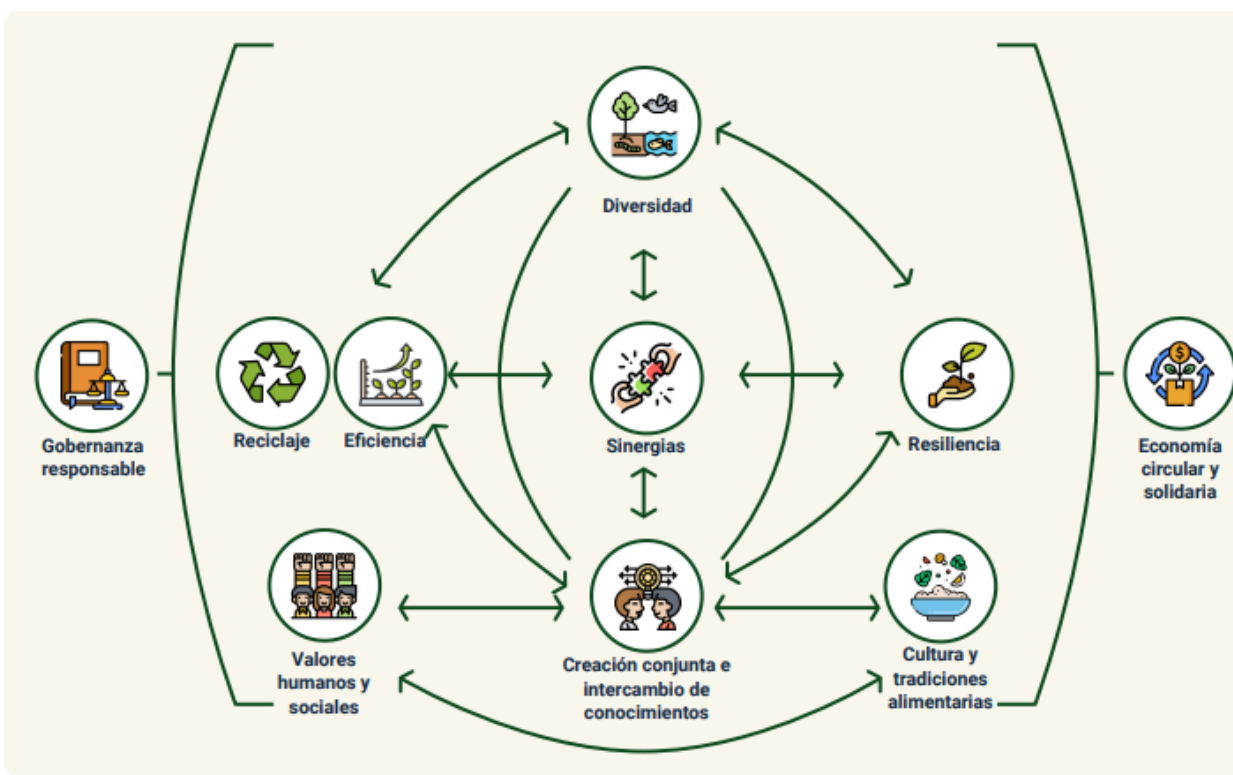 Diversidad
Gobernanza
responsable
Reciclaje
Eficiencia
Sinergias
Resiliencia
Economía
circular y
solidaria
Valores
humanos y
sociales
Creación conjunta e
intercambio de
conocimientos
Cultura y
tradiciones
alimentarias